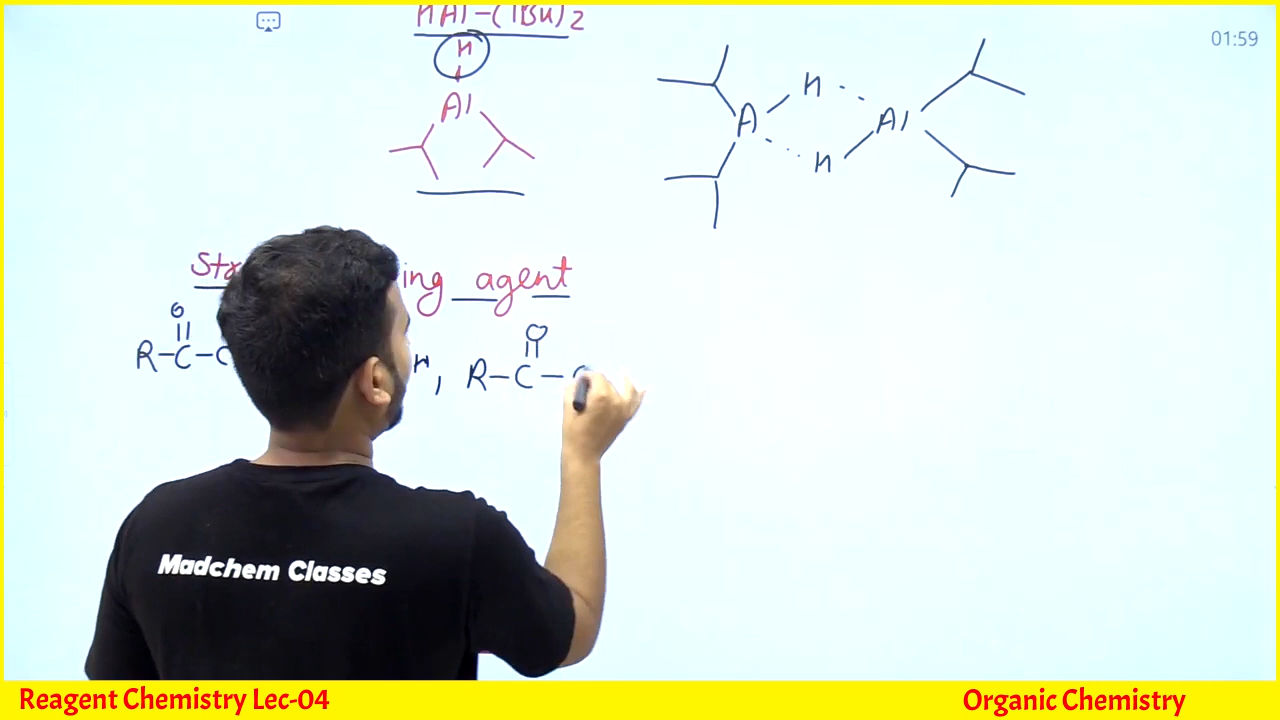 HAl-(iBu)2
01:59
H
Al
H
A
Al
H
ing agent
O
R-C-C
H, R-C-
O
Madchem Classes
Reagent Chemistry Lec-04
Organic Chemistry